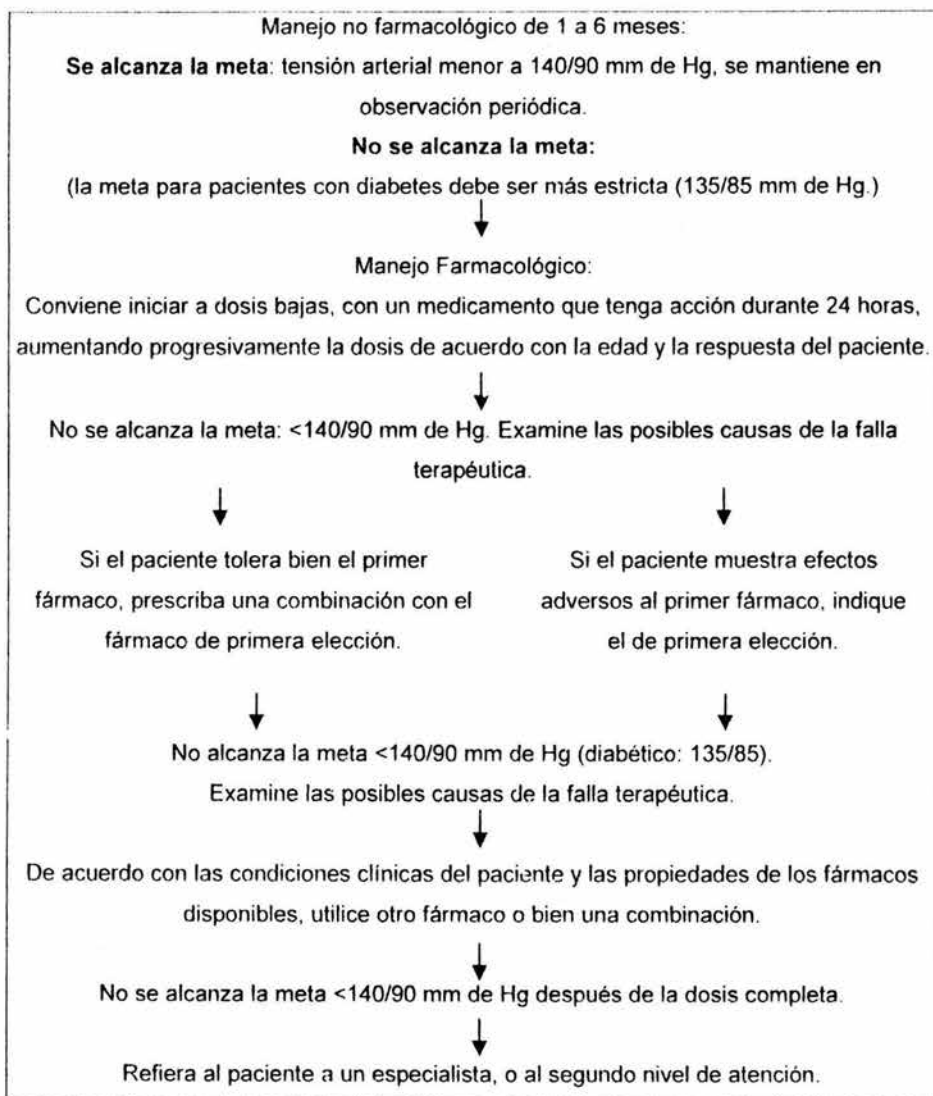 Manejo no farmacológico de 1 a 6 meses:
Se alcanza la meta: tensión arterial menor a 140/90 mm de Hg, se mantiene en
observación periódica.
No se alcanza la meta:
(la meta para pacientes con diabetes debe ser más estricta (135/85 mm de Hg.)
Manejo Farmacológico:
Conviene iniciar a dosis bajas, con un medicamento que tenga acción durante 24 horas,
aumentando progresivamente la dosis de acuerdo con la edad y la respuesta del paciente.
No se alcanza la meta: <140/90 mm de Hg. Examine las posibles causas de la falla
terapéutica.
Si el paciente tolera bien el primer
fármaco, prescriba una combinación con el
fármaco de primera elección.
Si el paciente muestra efectos
adversos al primer fármaco, indique
el de primera elección.
No alcanza la meta <140/90 mm de Hg (diabético: 135/85).
Examine las posibles causas de la falla terapéutica.
De acuerdo con las condiciones clínicas del paciente y las propiedades de los fármacos
disponibles, utilice otro fármaco o bien una combinación.
No se alcanza la meta <140/90 mm de Hg después de la dosis completa.
Refiera al paciente a un especialista, o al segundo nivel de atención.